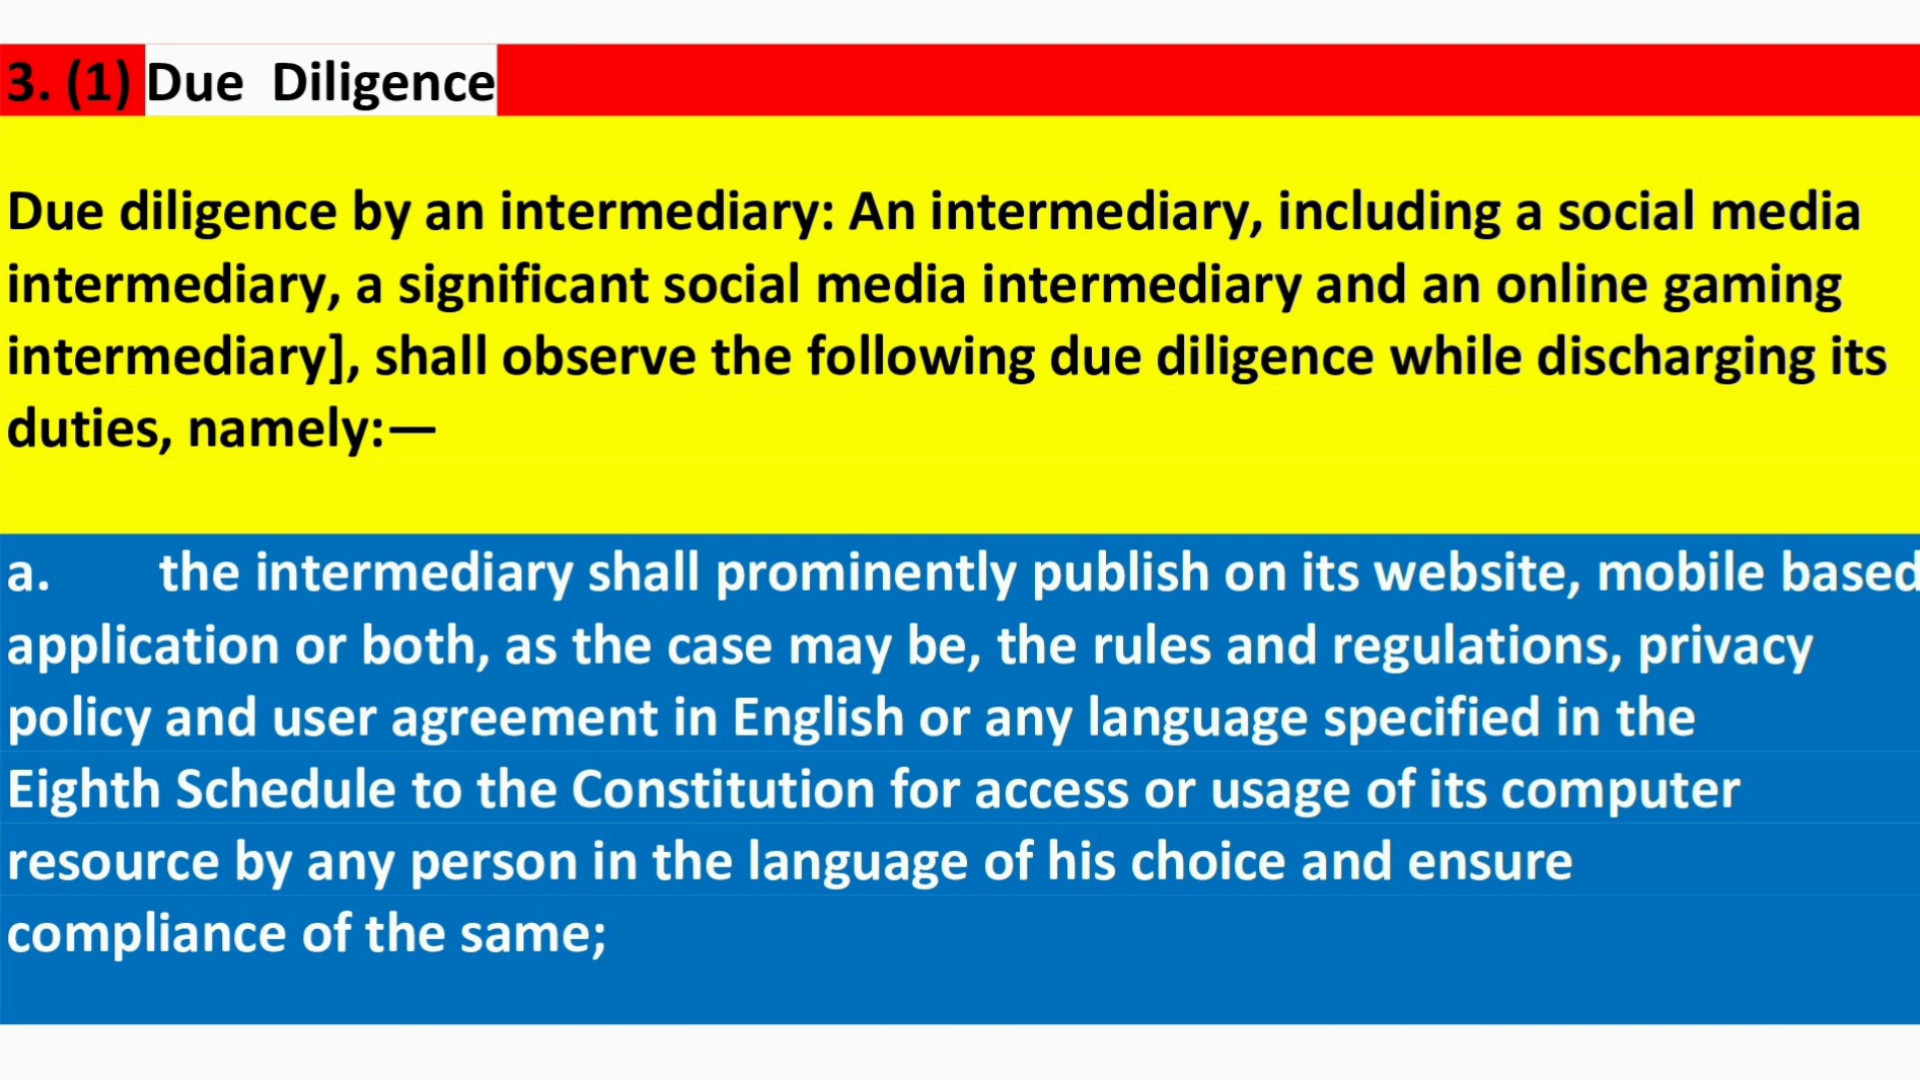 3. (1) Due Diligence
Due diligence by an intermediary: An intermediary, including a social media
intermediary, a significant social media intermediary and an online gaming
intermediary], shall observe the following due diligence while discharging its
duties, namely:—
a. the intermediary shall prominently publish on its website, mobile based
application or both, as the case may be, the rules and regulations, privacy
policy and user agreement in English or any language specified in the
Eighth Schedule to the Constitution for access or usage of its computer
resource by any person in the language of his choice and ensure
compliance of the same;